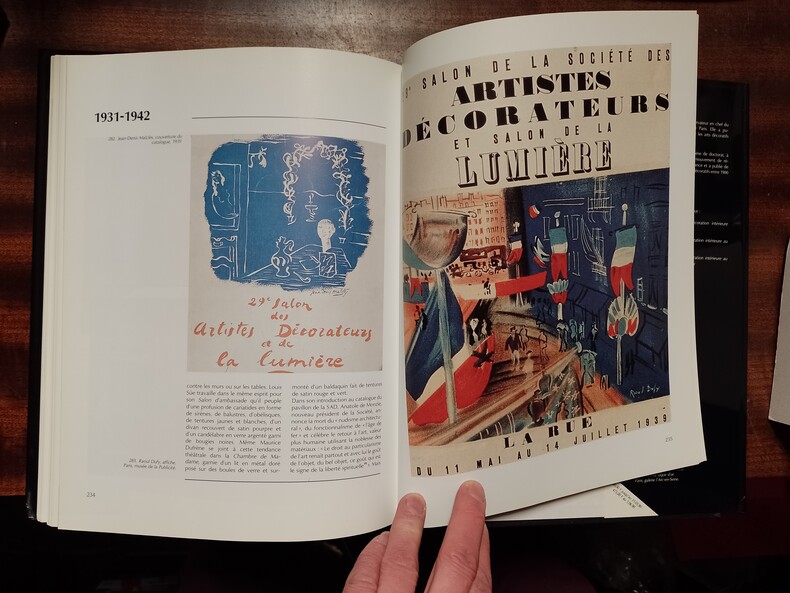 1931-1942
282. Jean-Denis Malclès, couverture du
catalogue, 1939.
Jean Denis Malclès
29e Salon
des
Artistes Décorateurs
et de
la lumière
contre les murs ou sur les tables. Louis
Süe travaille dans le même esprit pour
son Salon d'ambassade qu'il peuple
d'une profusion de cariatides en forme
de sirènes, de balustres, d'obélisques,
de tentures jaunes et blanches, d'un
divan recouvert de satin pourpre et
d'un candélabre en verre argenté garni
de bougies noires. Même Maurice
Dufrène se joint à cette tendance
théâtrale dans la Chambre de Ma-
dame, garnie d'un lit en métal doré
posé sur des boules de verre et sur-
monté d'un baldaquin fait de tentures
de satin rouge et vert.
Dans son introduction au catalogue du
pavillon de la SAD, Anatole de Monzie,
nouveau président de la Société, an-
nonce la mort du « nudisme architectu-
ral », du fonctionnalisme de « l'âge de
fer » et célèbre le retour à l'art, valeur
plus humaine utilisant la noblesse des
matériaux : « Le droit au particularisme
de l'art renaît partout et avec lui le goût
de l'objet, du bel objet, ce goût qui est
le signe de la liberté spirituelle ». Mais
283. Raoul Dufy, affiche.
Paris, musée de la Publicité.
234
SALON DE LA SOCIÉTÉ DES
ARTISTES
DÉCORATEURS
ET SALON DE LA
LUMIÈRE
Raoul Dufy
LA RUE
DU 11 MAI AU 14 JUILLET 1939
235